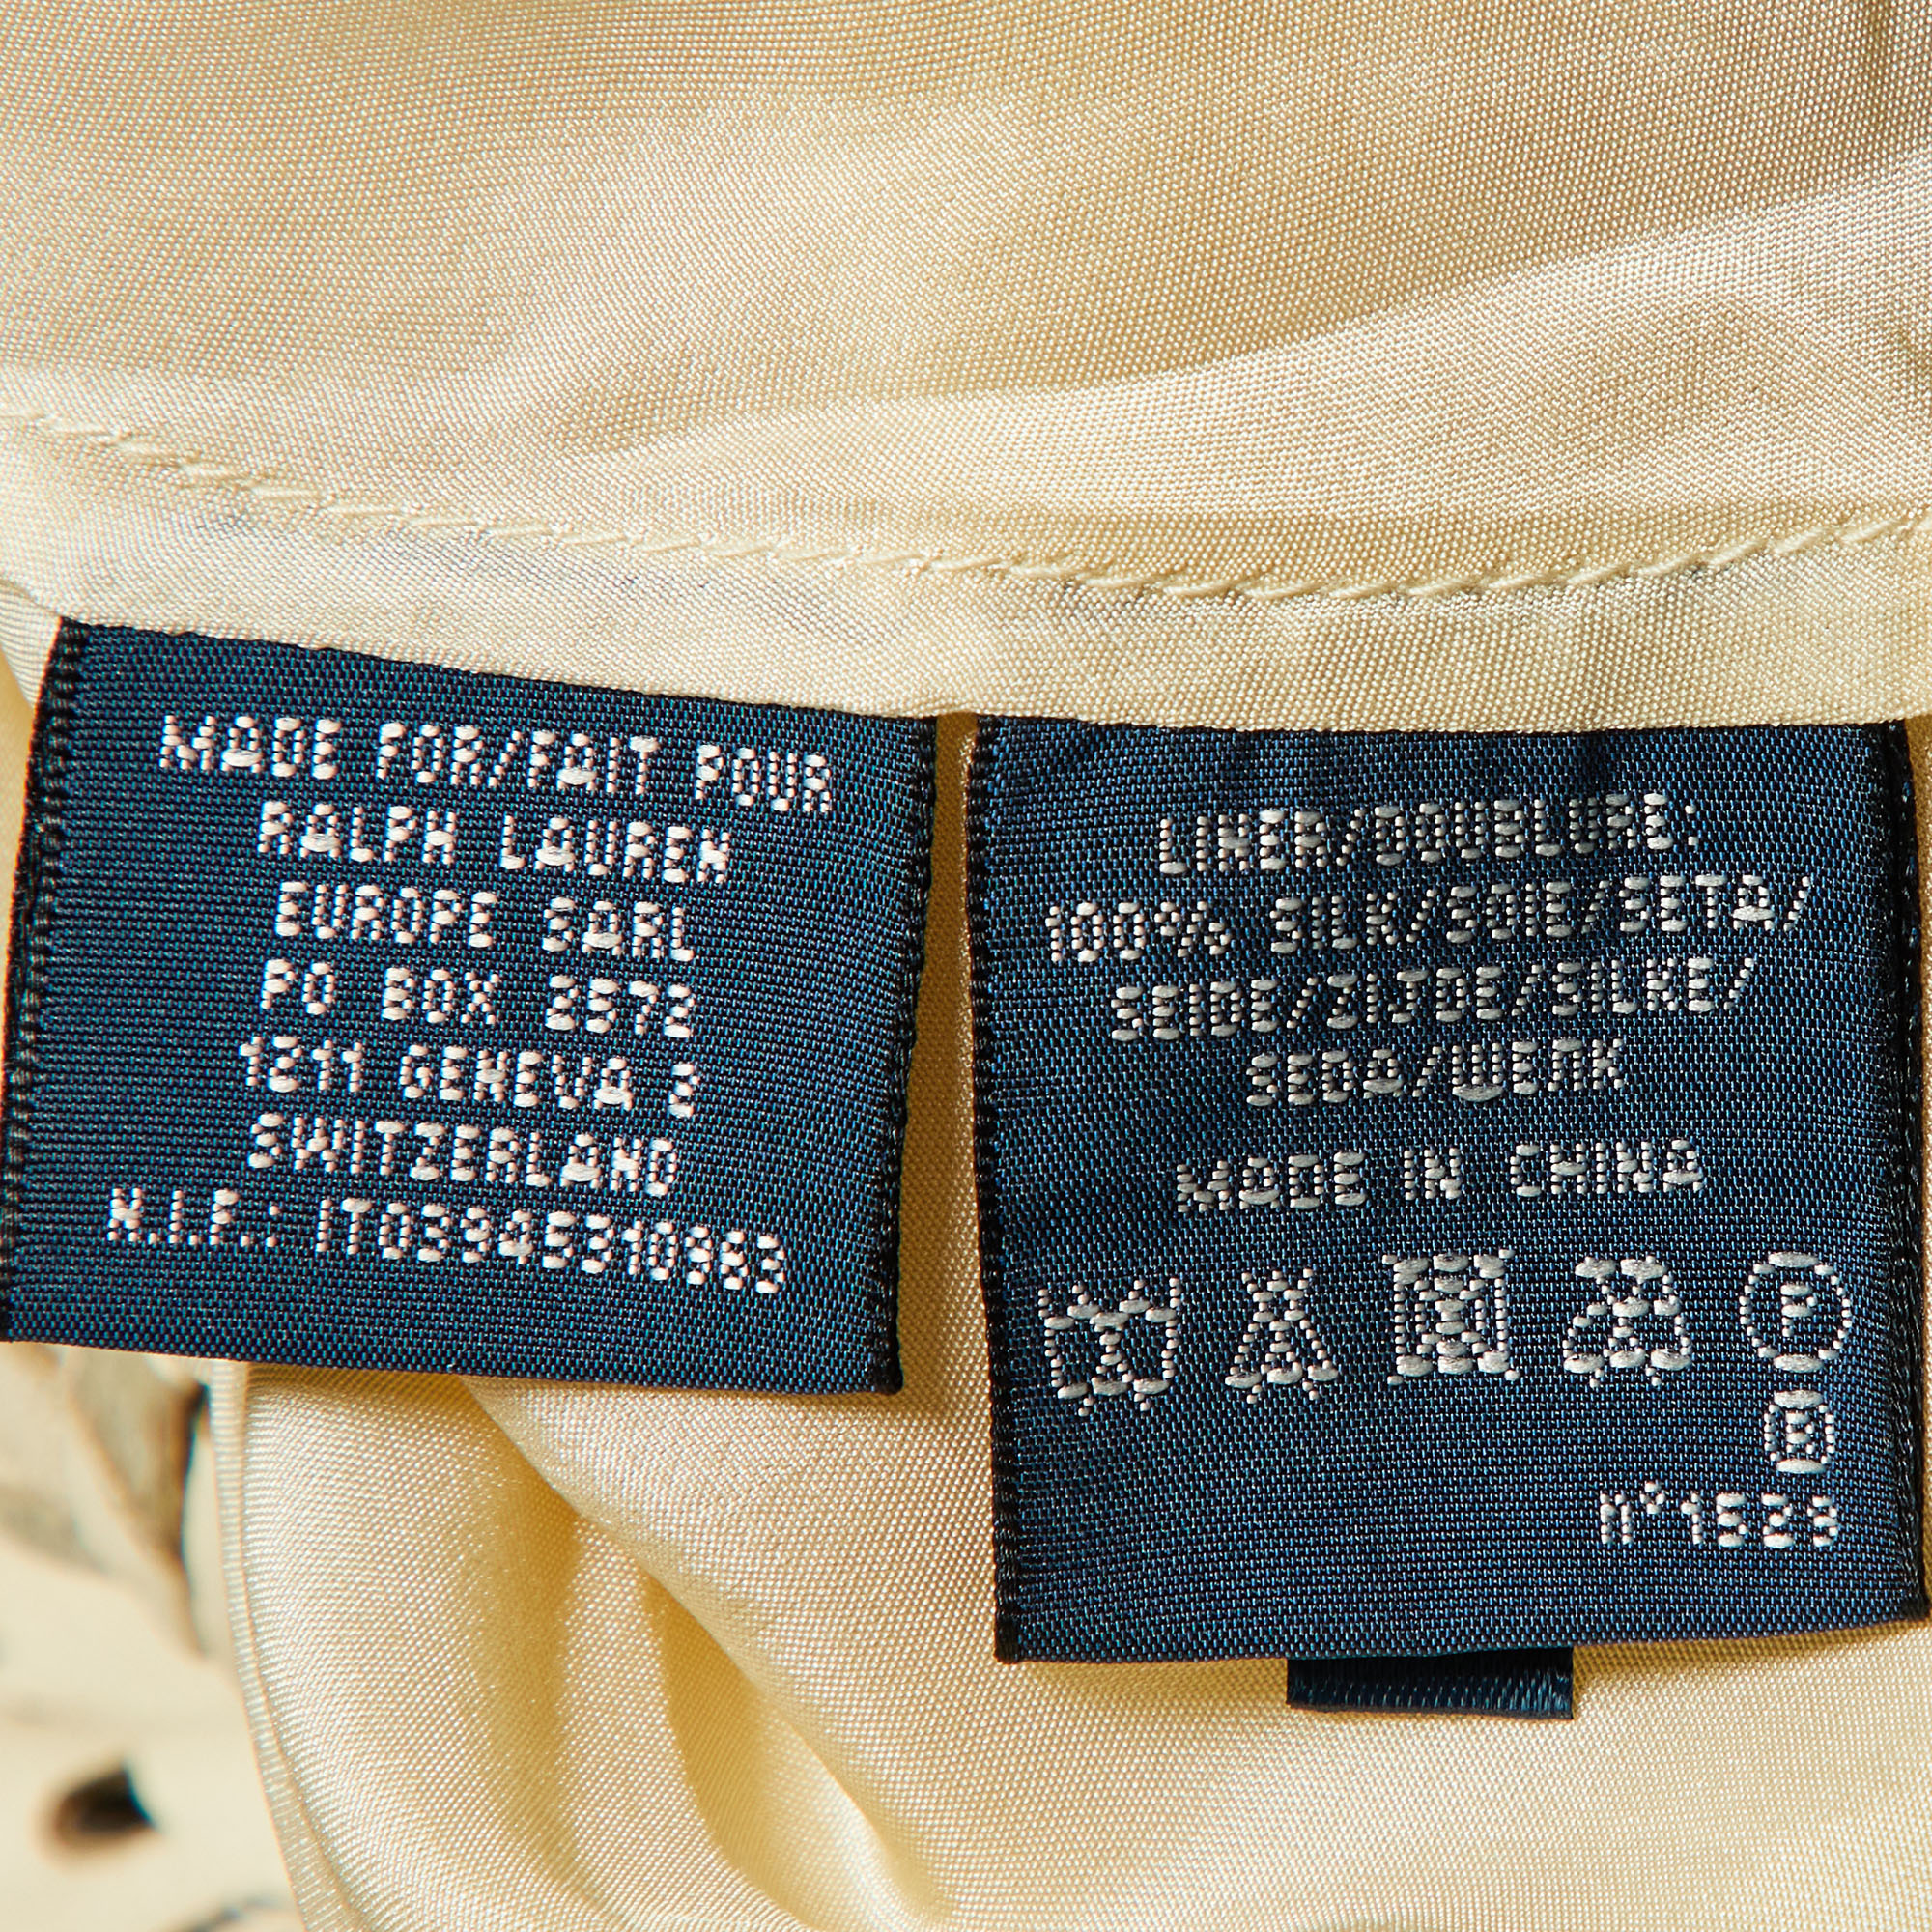 MADE FOR/FAIT POUR
RALPH LAUREN
EUROPE SARL
PO BOX 2572
1211 GENEVA 2
SWITZERLAND
N.I.F.: IT03945310963
LINER/DOUBLURE:
100% SILK/SOIE/SETA/
SEIDE/ZIJDE/SILKE/
SEDA/ШЕЛК
MADE IN CHINA
P
R
N°1523